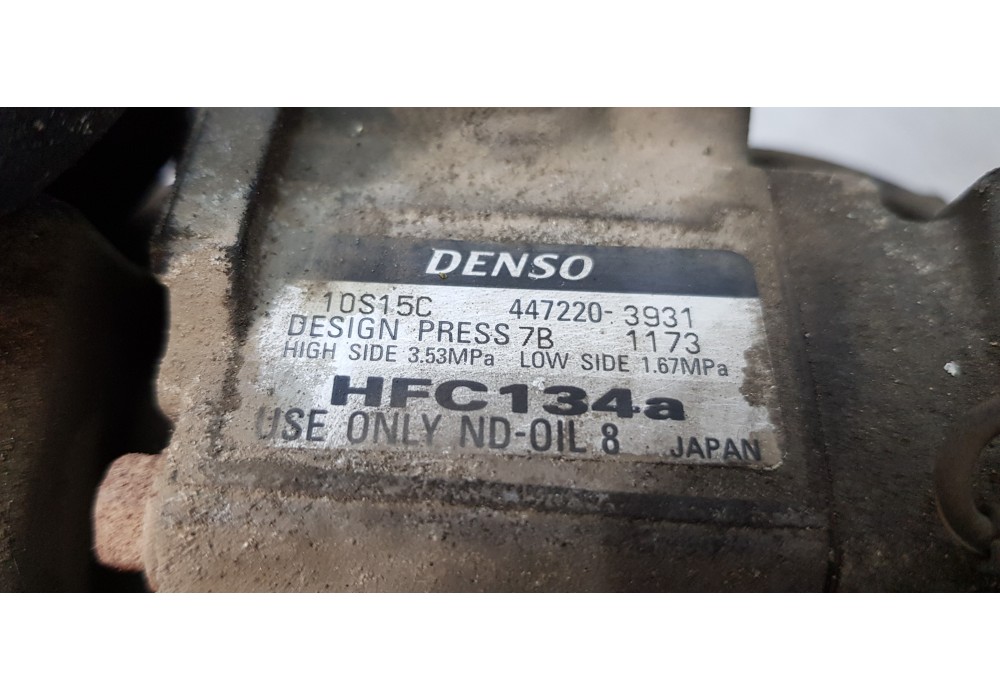 DENSO
10S15C 447220-3931
DESIGN PRESS 7B 1173
HIGH SIDE 3.53MPa LOW SIDE 1.67MPa
HFC134a
USE ONLY ND-OIL 8 JAPAN